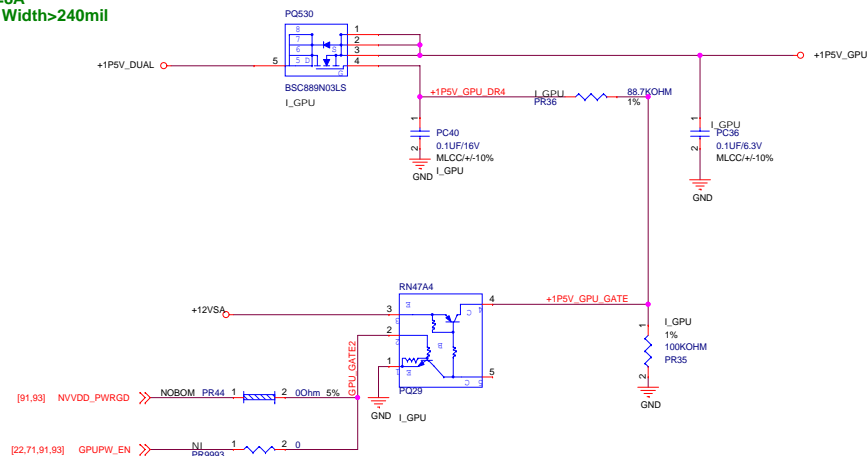 Width>240mil
PQ530
8
7
6
5
D
S
G
1
2
3
4
5
+1P5V_DUAL
+1P5V_GPU
BSC889N03LS
I_GPU
+1P5V_GPU_DR4
I_GPU
PR36
88.7KOHM
1%
1
2
PC40
0.1UF/16V
MLCC/+/-10%
I_GPU
GND
1
2
I_GPU
PC36
0.1UF/6.3V
MLCC/+/-10%
GND
RN47A4
+12VSA
3
2
1
4
5
+1P5V_GPU_GATE
GPU_GATE2
PQ29
I_GPU
GND
1
2
I_GPU
1%
100KOHM
PR35
GND
[91,93] NVVDD_PWRGD NOBOM PR44 1 2 0Ohm 5%
[22,71,91,93] GPUPW_EN NI 1 2 0
PR9993